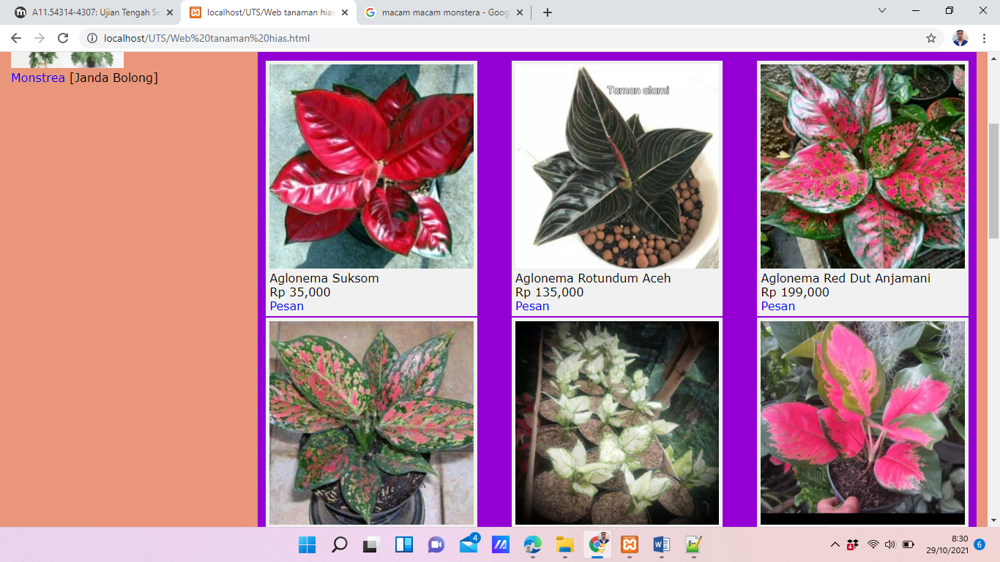 A11.54314-4307: Ujian Tengah Se
localhost/UTS/Web tanaman hias
macam macam monstera - Goog
localhost/UTS/Web%20tanaman%20hias.html
Monstrea [Janda Bolong]
Taman alami
Aglonema Suksom
Rp 35,000
Pesan
Aglonema Rotundum Aceh
Rp 135,000
Pesan
Aglonema Red Dut Anjamani
Rp 199,000
Pesan
4
4
8:30
29/10/2021
6